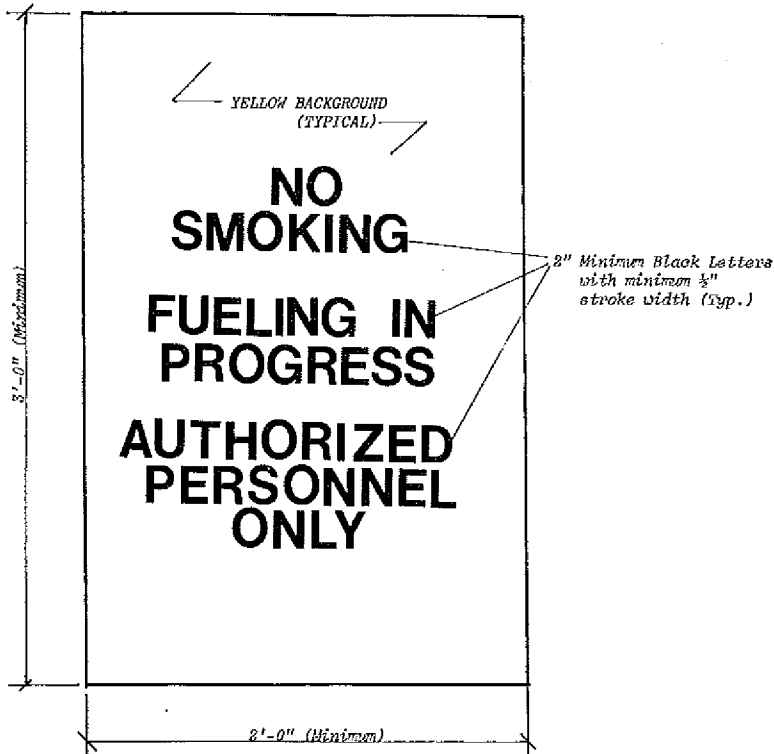 YELLOW BACKGROUND
(TYPICAL)
NO
SMOKING
2" Minimum Black Letters
with minimum ½"
stroke width (Typ.)
FUELING IN
PROGRESS
3'-0" (Minimum)
AUTHORIZED
PERSONNEL
ONLY
2'-0" (Minimum)